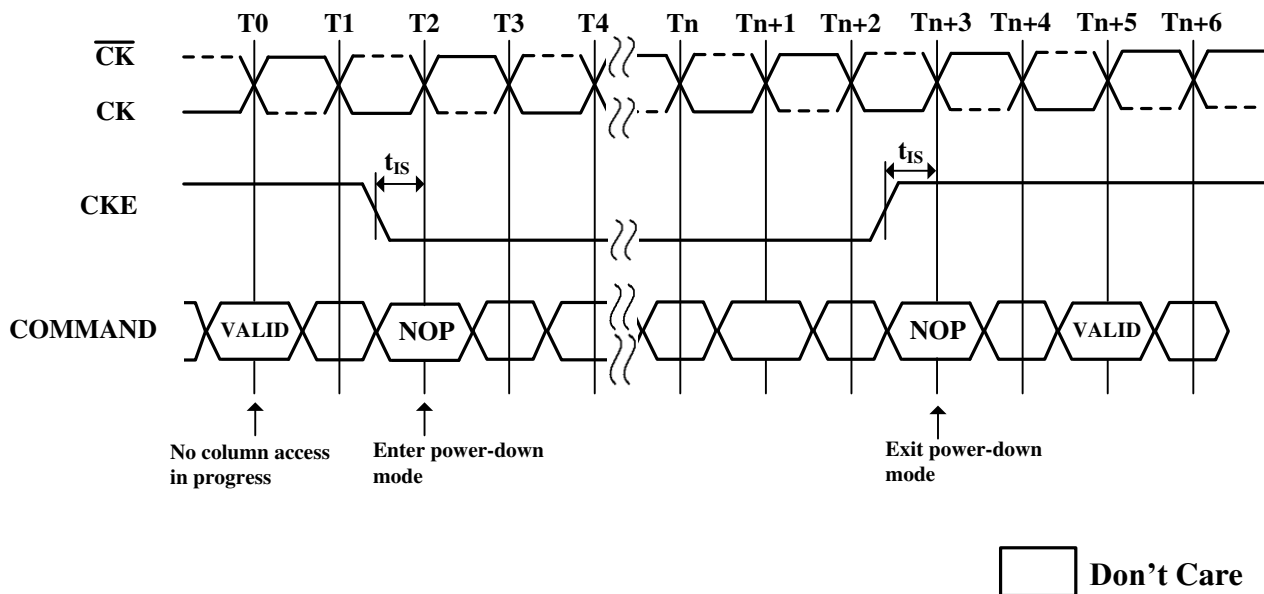 T0 T1 T2 T3 T4 Tn Tn+1 Tn+2 Tn+3 Tn+4 Tn+5 Tn+6
CK
CK
tIS
tIS
CKE
COMMAND
VALID
NOP
NOP
VALID
No column access
in progress
Enter power-down
mode
Exit power-down
mode
Don't Care